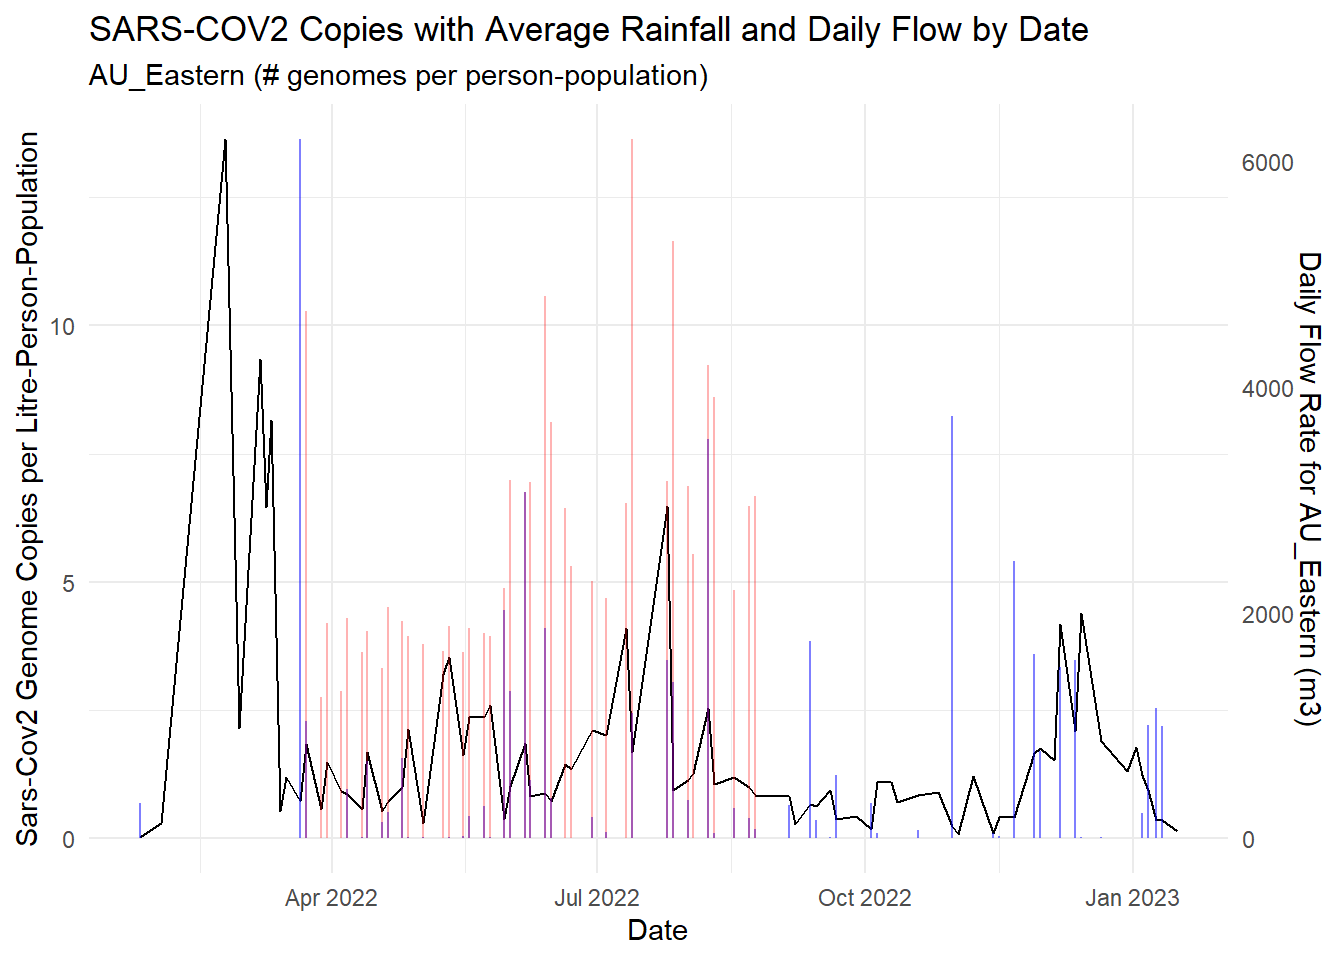 SARS-COV2 Copies with Average Rainfall and Daily Flow by Date
AU_Eastern (# genomes per person-population)
Sars-Cov2 Genome Copies per Litre-Person-Population
10
5
0
6000
4000
2000
0
Daily Flow Rate for AU_Eastern (m3)
Apr 2022
Jul 2022
Oct 2022
Jan 2023
Date